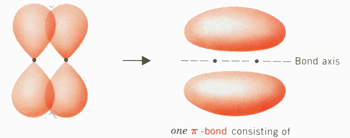 Bond axis
one π-bond consisting of